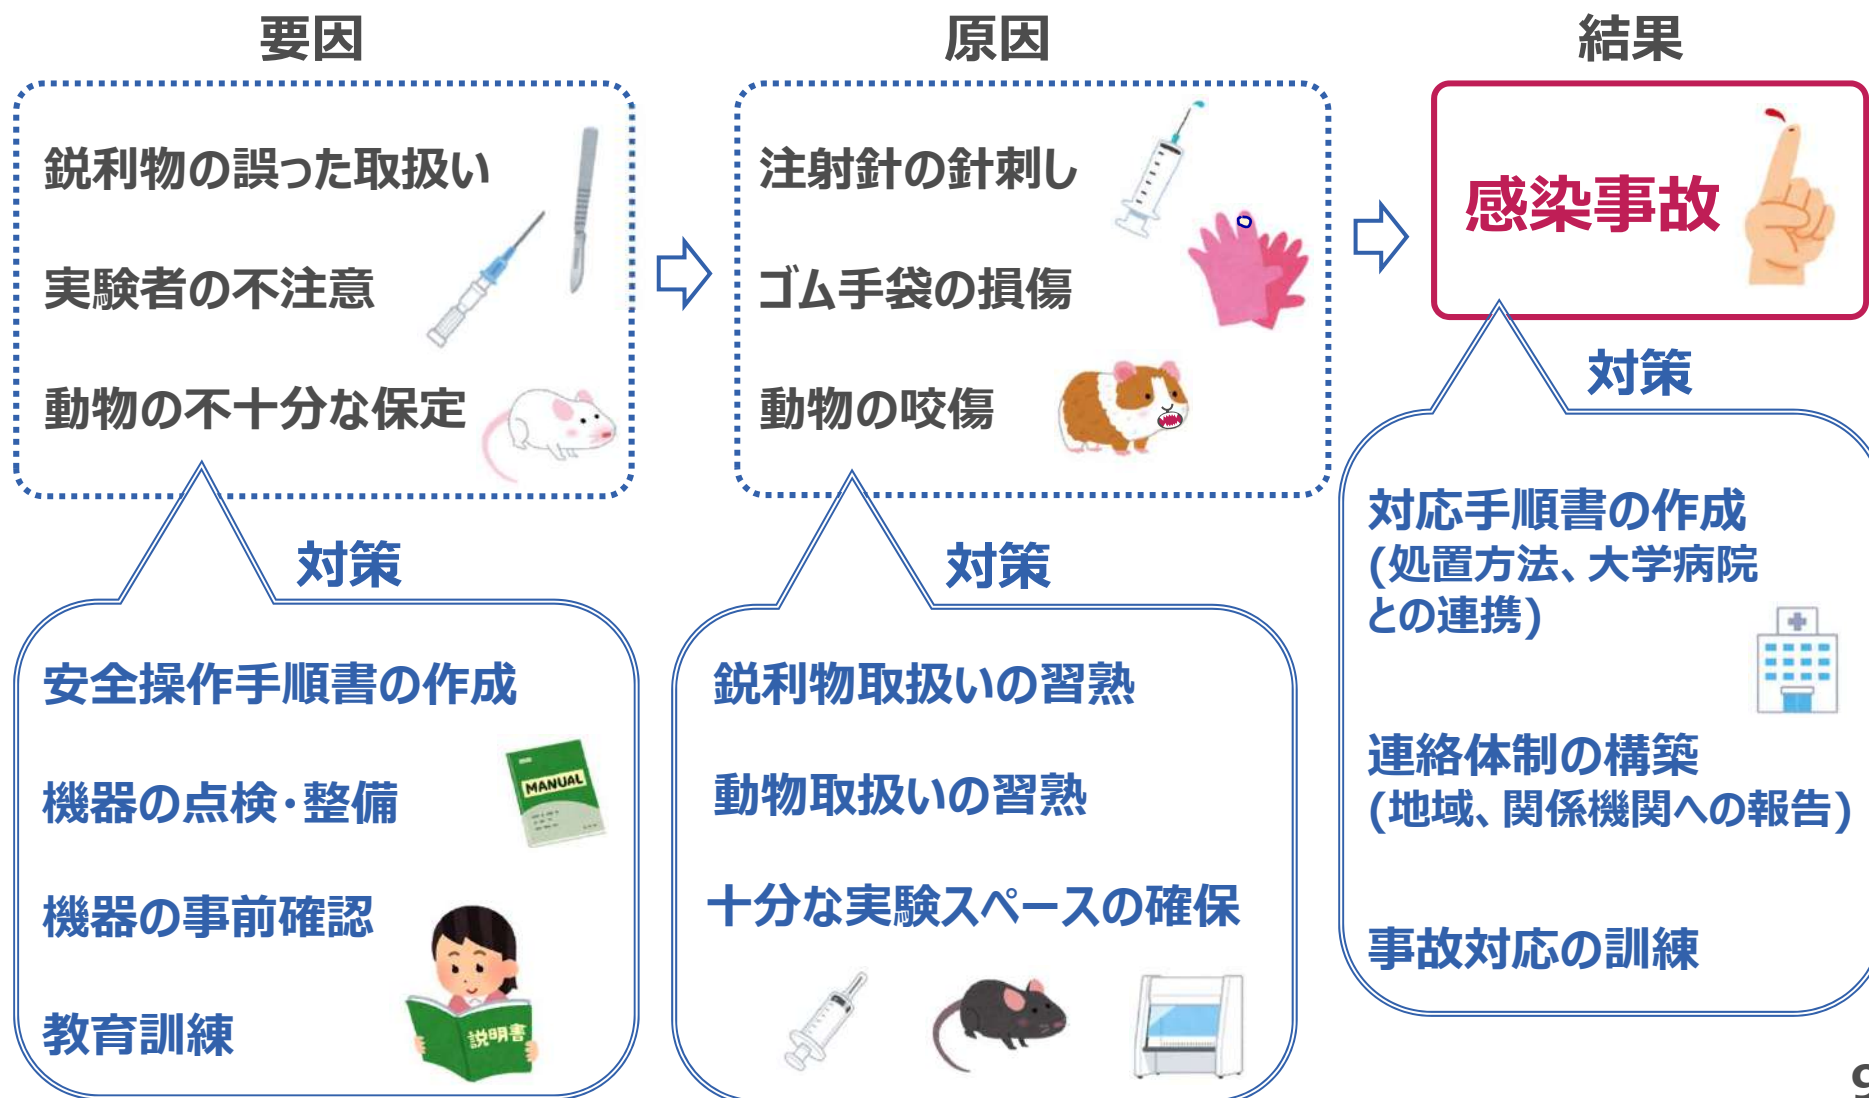 要因
鋭利物の誤った取扱い
実験者の不注意
動物の不十分な保定
対策
安全操作手順書の作成
機器の点検・整備
MANUAL
機器の事前確認
教育訓練
説明書
原因
注射針の針刺し
ゴム手袋の損傷
動物の咬傷
対策
鋭利物取扱いの習熟
動物取扱いの習熟
十分な実験スペースの確保
結果
感染事故
対策
対応手順書の作成
(処置方法、大学病院
との連携)
連絡体制の構築
(地域、関係機関への報告)
事故対応の訓練